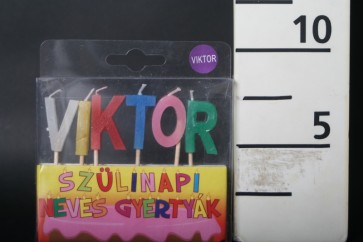 VIKTOR
VIKTOR
SZÜLINAPI
NEVES GYERTYÁK
10
5